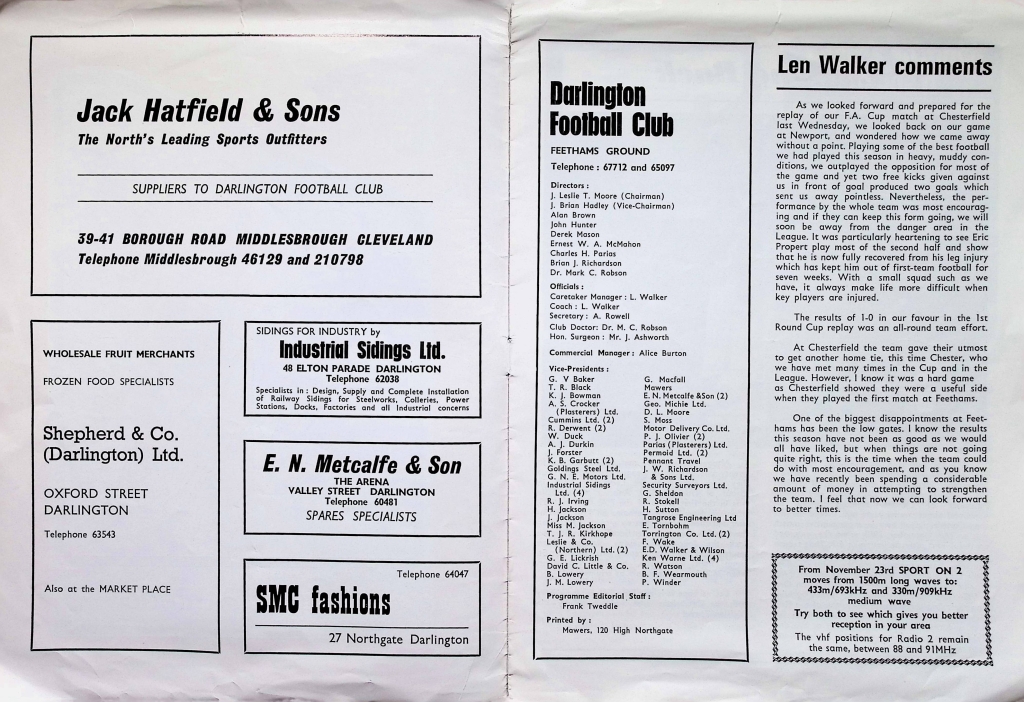 Jack Hatfield & Sons
The North's Leading Sports Outfitters
SUPPLIERS TO DARLINGTON FOOTBALL CLUB
39-41 BOROUGH ROAD MIDDLESBROUGH CLEVELAND
Telephone Middlesbrough 46129 and 210798
WHOLESALE FRUIT MERCHANTS
FROZEN FOOD SPECIALISTS
Shepherd & Co.
(Darlington) Ltd.
OXFORD STREET
DARLINGTON
Telephone 63543
Also at the MARKET PLACE
SIDINGS FOR INDUSTRY by
Industrial Sidings Ltd.
48 ELTON PARADE DARLINGTON
Telephone 62038
Specialists in : Design, Supply and Complete Installation
of Railway Sidings for Steelworks, Colleries, Power
Stations, Docks, Factories and all Industrial concerns
E. N. Metcalfe & Son
THE ARENA
VALLEY STREET DARLINGTON
Telephone 60481
SPARES SPECIALISTS
Telephone 64047
SMC fashions
27 Northgate Darlington
Darlington
Football Club
FEETHAMS GROUND
Telephone : 67712 and 65097
Directors :
J. Leslie T. Moore (Chairman)
J. Brian Hadley (Vice-Chairman)
Alan Brown
John Hunter
Derek Mason
Ernest W. A. McMahon
Charles H. Parias
Brian J. Richardson
Dr. Mark C. Robson
Officials :
Caretaker Manager : L. Walker
Coach : L. Walker
Secretary : A. Rowell
Club Doctor: Dr. M. C. Robson
Hon. Surgeon : Mr. J. Ashworth
Commercial Manager : Alice Burton
Vice-Presidents :
G. V Baker
T. R. Black
K. J. Bowman
A. S. Crocker
(Plasterers) Ltd.
Cummins Ltd. (2)
R. Derwent (2)
W. Duck
A. J. Durkin
J. Forster
K. B. Garbutt (2)
Goldings Steel Ltd.
G. N. E. Motors Ltd.
Industrial Sidings
Ltd. (4)
R. J. Irving
H. Jackson
J. Jackson
Miss M. Jackson
T. J. R. Kirkhope
Leslie & Co.
(Northern) Ltd. (2)
G. E. Lickrish
David C. Little & Co.
B. Lowery
J. M. Lowery
G. Macfall
Mawers
E. N. Metcalfe &Son (2)
Geo. Michie Ltd.
D. L. Moore
S. Moss
Motor Delivery Co. Ltd.
P. J. Olivier (2)
Parias (Plasterers) Ltd.
Permoid Ltd. (2)
Pennant Travel
J. W. Richardson
& Sons Ltd.
Security Surveyors Ltd.
G. Sheldon
R. Stokell
H. Sutton
Tangrose Engineering Ltd
E. Tornbohm
Torrington Co. Ltd. (2)
F. Wake
E.D. Walker & Wilson
Ken Warne Ltd. (4)
R. Watson
B. F. Wearmouth
P. Winder
Programme Editorial Staff :
Frank Tweddle
Printed by :
Mawers, 120 High Northgate
Len Walker comments
As we looked forward and prepared for the
replay of our F.A. Cup match at Chesterfield
last Wednesday, we looked back on our game
at Newport, and wondered how we came away
without a point. Playing some of the best football
we had played this season in heavy, muddy con-
ditions, we outplayed the opposition for most of
the game and yet two free kicks given against
us in front of goal produced two goals which
sent us away pointless. Nevertheless, the per-
formance by the whole team was most encourag-
ing and if they can keep this form going, we will
soon be away from the danger area in the
League. It was particularly heartening to see Eric
Propert play most of the second half and show
that he is now fully recovered from his leg injury
which has kept him out of first-team football for
seven weeks. With a small squad such as we
have, it always make life more difficult when
key players are injured.
The results of 1-0 in our favour in the 1st
Round Cup replay was an all-round team effort.
At Chesterfield the team gave their utmost
to get another home tie, this time Chester, who
we have met many times in the Cup and in the
League. However, I know it was a hard game
as Chesterfield showed they were a useful side
when they played the first match at Feethams.
One of the biggest disappointments at Feet-
hams has been the low gates. I know the results
this season have not been as good as we would
all have liked, but when things are not going
quite right, this is the time when the team could
do with most encouragement, and as you know
we have recently been spending a considerable
amount of money in attempting to strengthen
the team. I feel that now we can look forward
to better times.
From November 23rd SPORT ON 2
moves from 1500m long waves to:
433m/693kHz and 330m/909kHz
medium wave
Try both to see which gives you better
reception in your area
The vhf positions for Radio 2 remain
the same, between 88 and 91MHz